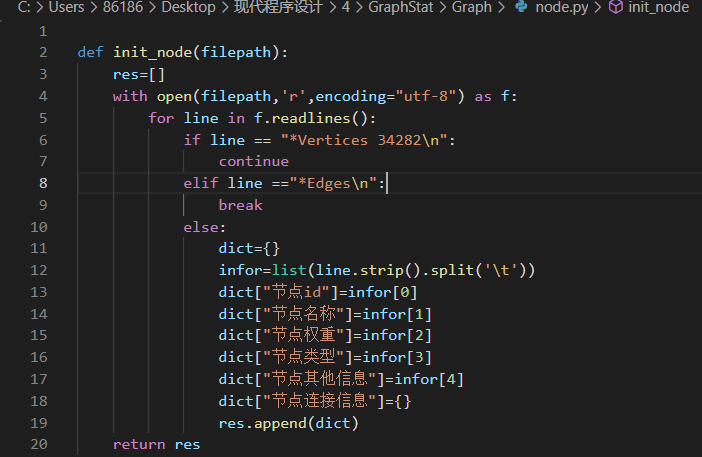 C: > Users > 86186 > Desktop > 现代程序设计 > 4 > GraphStat > Graph > node.py > init_node
1
2 def init_node(filepath):
3     res=[]
4     with open(filepath,'r',encoding="utf-8") as f:
5         for line in f.readlines():
6             if line == "*Vertices 34282\n":
7                 continue
8             elif line =="*Edges\n":
9                 break
10             else:
11                 dict={}
12                 infor=list(line.strip().split('\t'))
13                 dict["节点id"]=infor[0]
14                 dict["节点名称"]=infor[1]
15                 dict["节点权重"]=infor[2]
16                 dict["节点类型"]=infor[3]
17                 dict["节点其他信息"]=infor[4]
18                 dict["节点连接信息"]={}
19                 res.append(dict)
20     return res